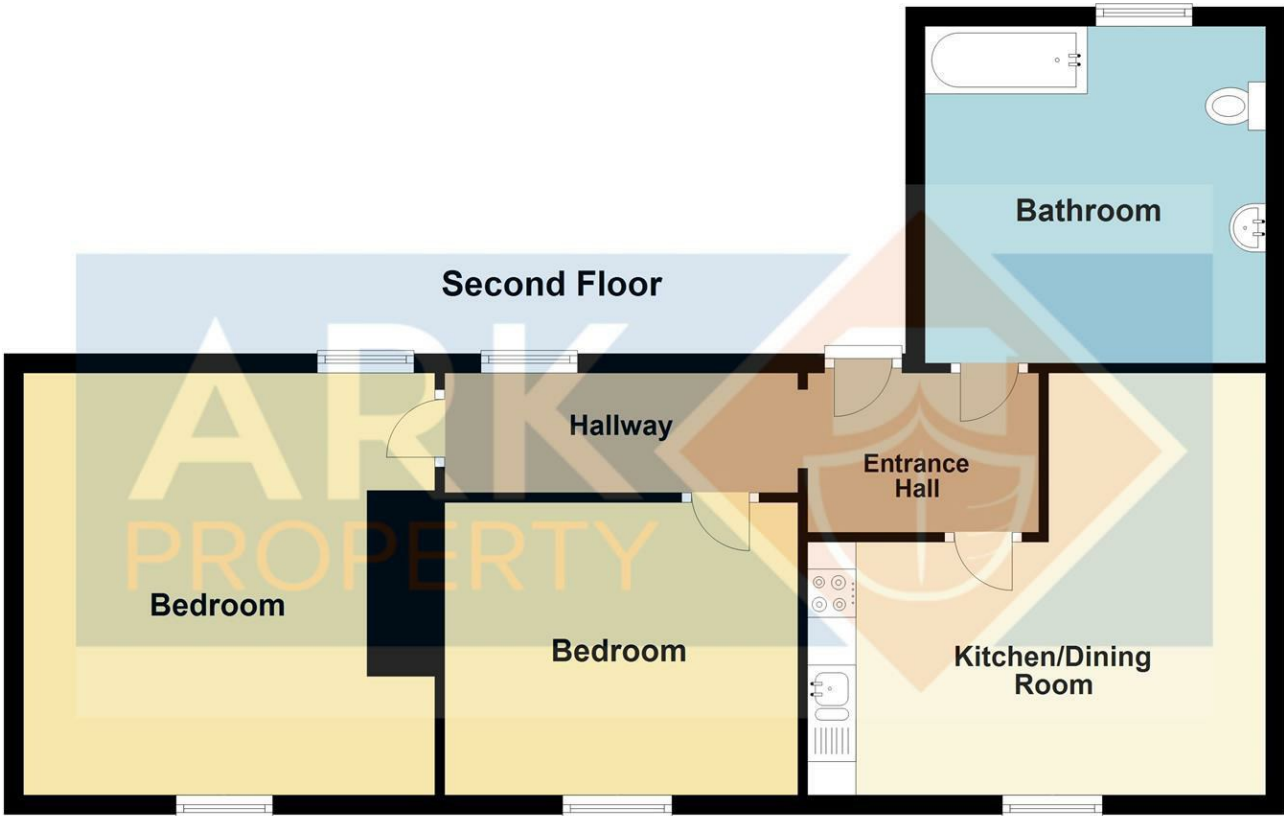 Bathroom
Second Floor
ARK
PROPERTY
Hallway
Entrance
Hall
Bedroom
Bedroom
Kitchen/Dining
Room